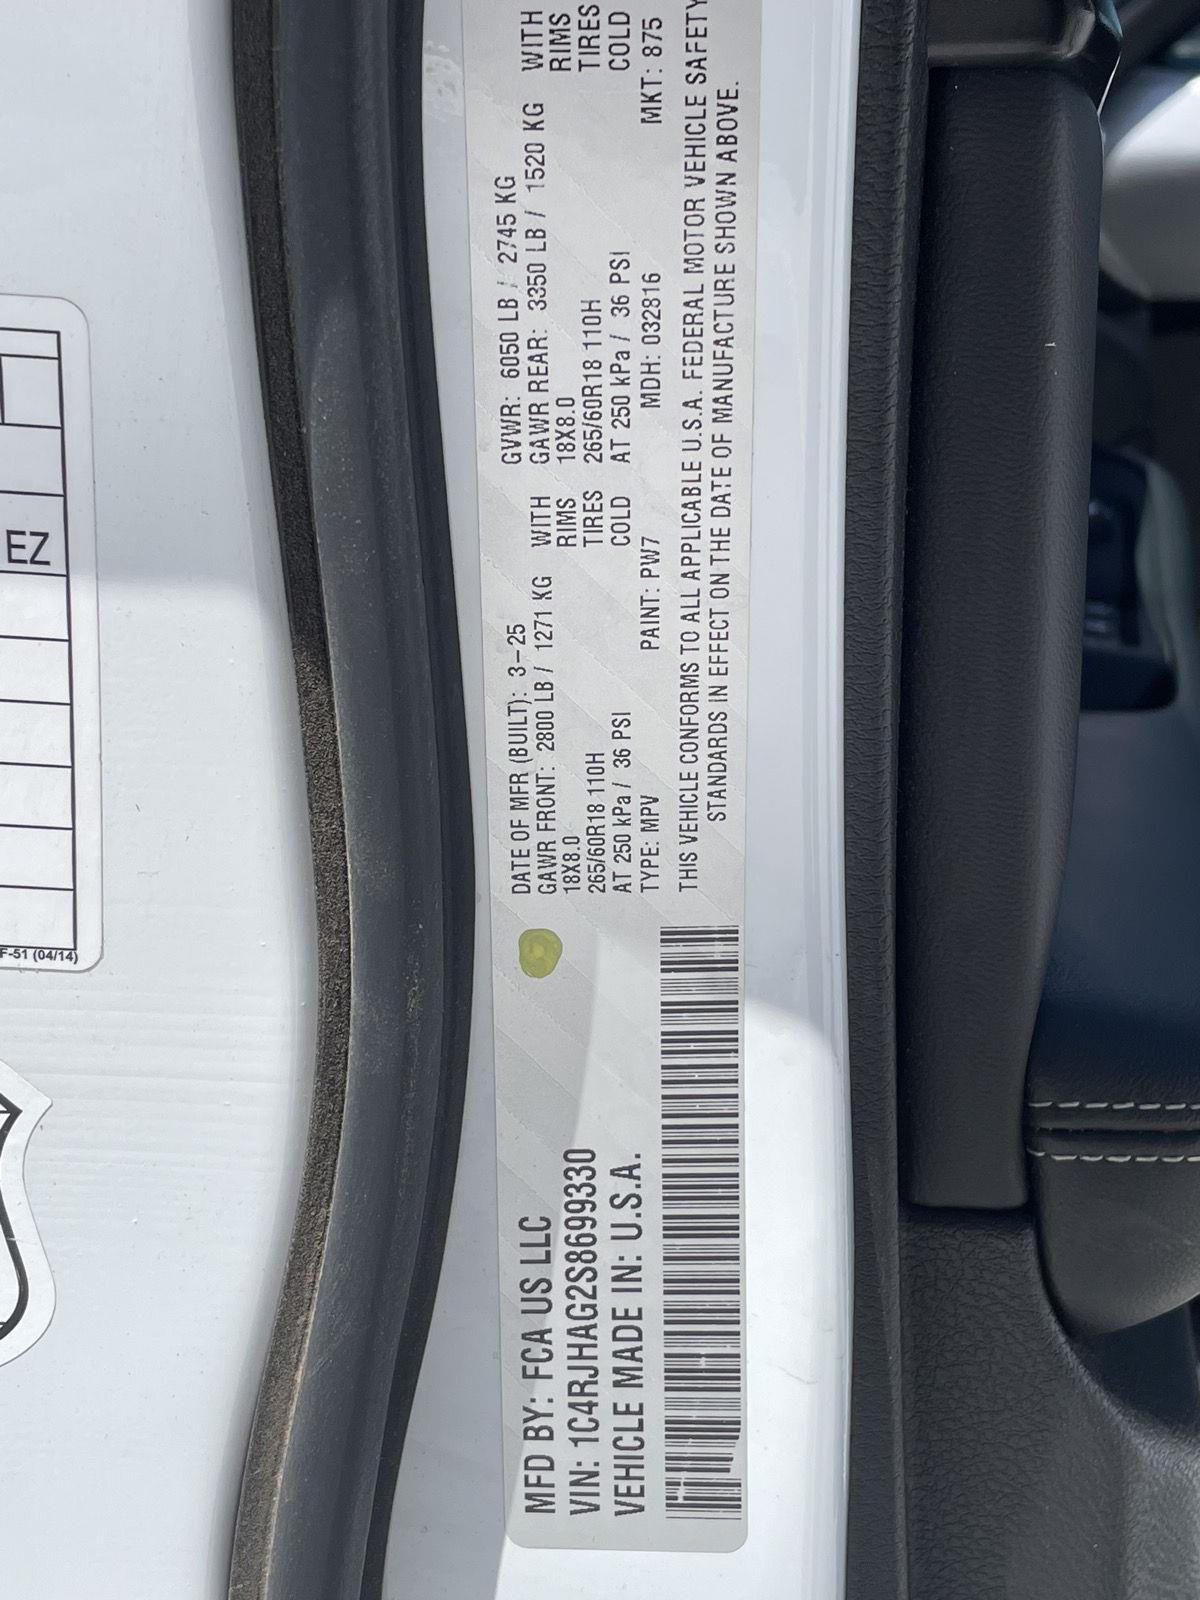 MFD BY: FCA US LLC
VIN: 1C4RJHAG2S8699330
VEHICLE MADE IN: U.S.A.
DATE OF MFR (BUILT): 3-25 GVWR: 6050 LB / 2745 KG
GAWR FRONT: 2800 LB / 1271 KG WITH GAWR REAR: 3350 LB / 1520 KG WITH
18X8.0 RIMS 18X8.0 RIMS
265/60R18 110H TIRES 265/60R18 110H TIRES
AT 250 kPa / 36 PSI COLD AT 250 kPa / 36 PSI COLD
TYPE: MPV PAINT: PW7 MDH: 032816 MKT: 875
THIS VEHICLE CONFORMS TO ALL APPLICABLE U.S.A. FEDERAL MOTOR VEHICLE SAFETY
STANDARDS IN EFFECT ON THE DATE OF MANUFACTURE SHOWN ABOVE.
EZ
F-51 (04/14)